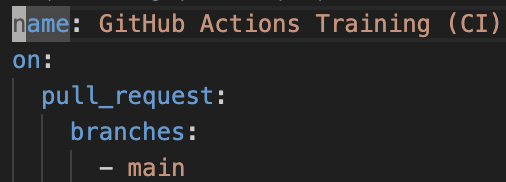 name: GitHub Actions Training (CI)
on:
  pull_request:
    branches:
      - main